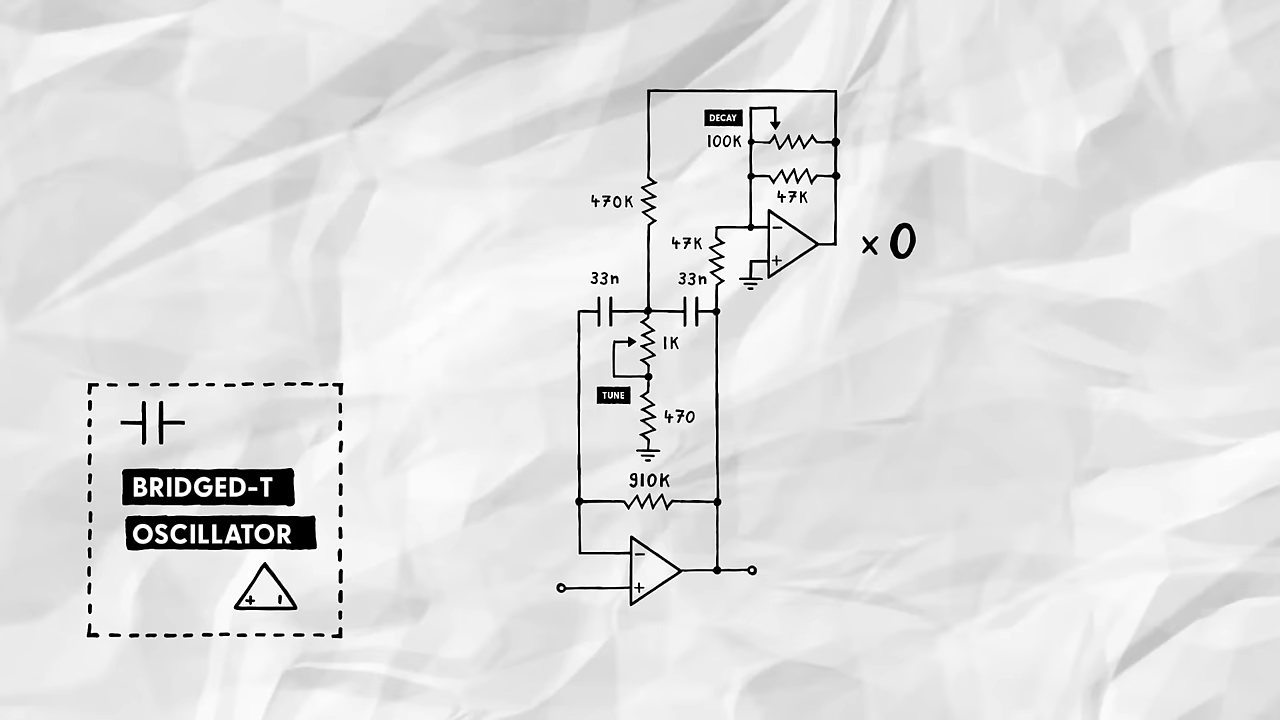 DECAY
100K
470K
47K
47K
x 0
33n
33n
1K
TUNE
470
910K
BRIDGED-T
OSCILLATOR